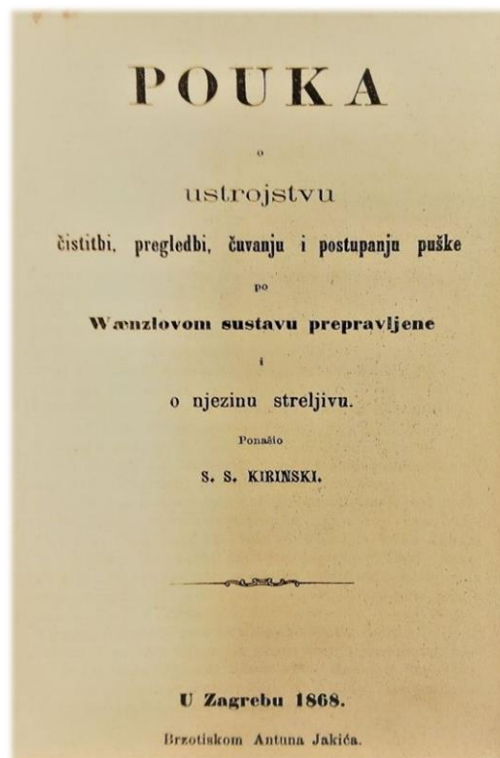 POUKA
o
ustrojstvu
čistitbi, pregledbi, čuvanju i postupanju puške
po
Wænzlovom sustavu prepravljene
i
o njezinu streljivu.
Ponašio
S. S. KIRINSKI.
U Zagrebu 1868.
Brzotiskom Antuna Jakića.